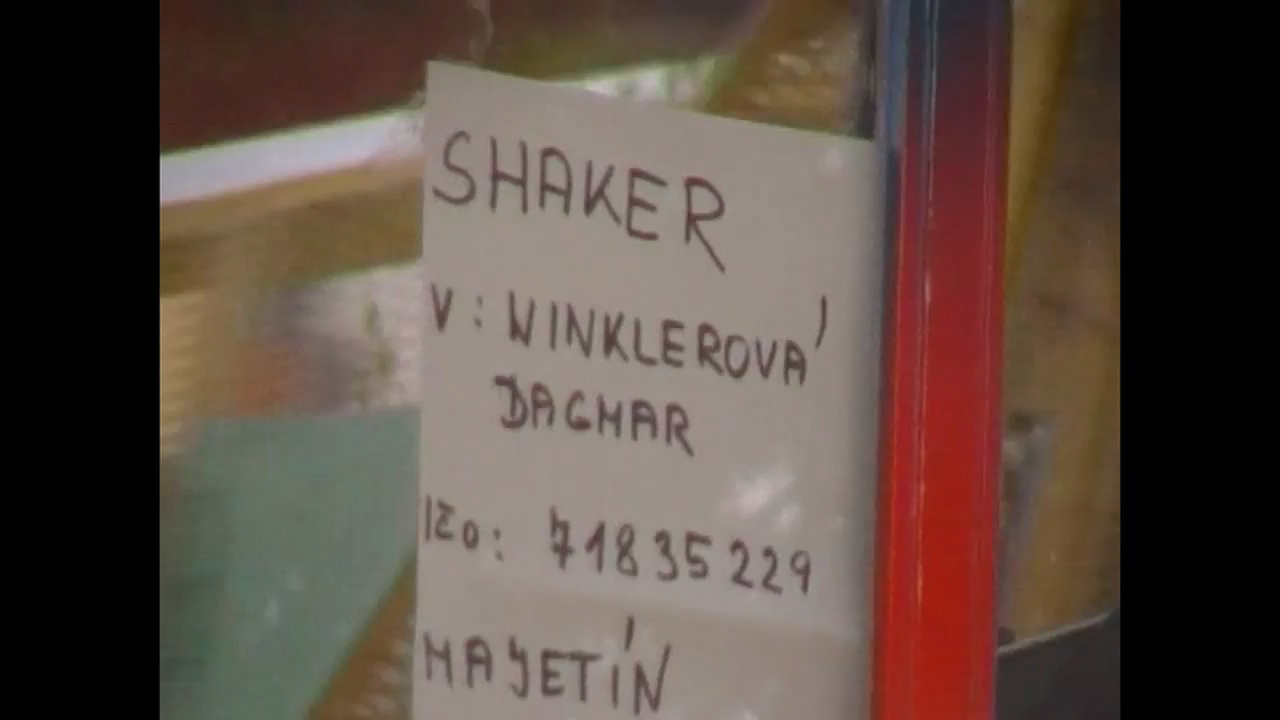 SHAKER
V: WINKLEROVÁ
DAGMAR
IČO: 71835229
MAJETÍN